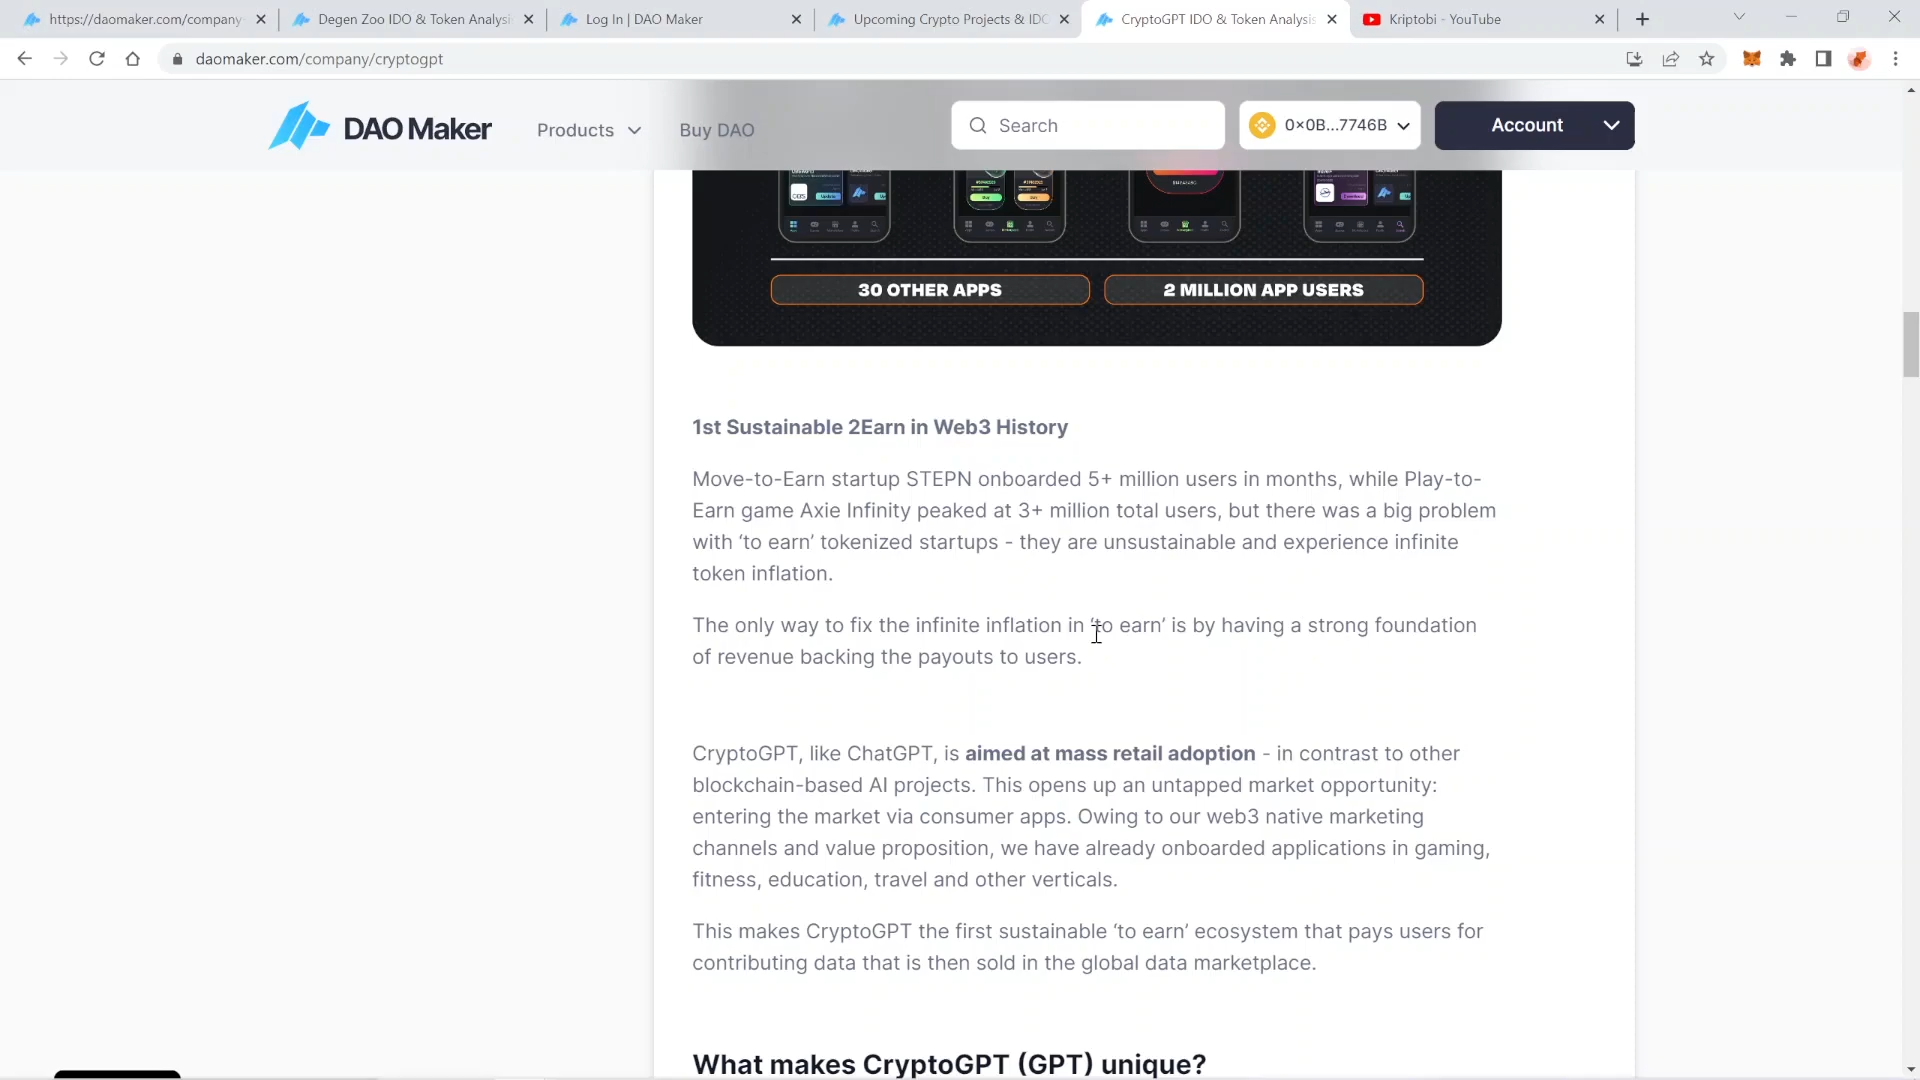 https://daomaker.com/company
Degen Zoo IDO & Token Analysi
Log In | DAO Maker
Upcoming Crypto Projects & IDO
CryptoGPT IDO & Token Analysis
Kriptobi - YouTube
daomaker.com/company/cryptogpt
DAO Maker
Products
Buy DAO
Search
0×0B...7746B
Account
30 OTHER APPS
2 MILLION APP USERS
1st Sustainable 2Earn in Web3 History
Move-to-Earn startup STEPN onboarded 5+ million users in months, while Play-to-
Earn game Axie Infinity peaked at 3+ million total users, but there was a big problem
with ‘to earn’ tokenized startups - they are unsustainable and experience infinite
token inflation.
The only way to fix the infinite inflation in ‘to earn’ is by having a strong foundation
of revenue backing the payouts to users.
CryptoGPT, like ChatGPT, is aimed at mass retail adoption - in contrast to other
blockchain-based AI projects. This opens up an untapped market opportunity:
entering the market via consumer apps. Owing to our web3 native marketing
channels and value proposition, we have already onboarded applications in gaming,
fitness, education, travel and other verticals.
This makes CryptoGPT the first sustainable ‘to earn’ ecosystem that pays users for
contributing data that is then sold in the global data marketplace.
What makes CryptoGPT (GPT) unique?